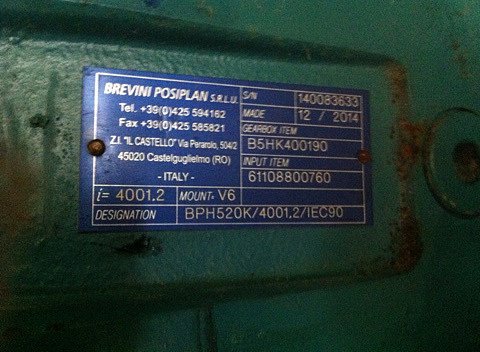 BREVINI POSIPLAN S.R.L.U.
Tel. +39(0)425 594162
Fax +39(0)425 585821
Z.I. "IL CASTELLO" Via Perarolo, 504/2
45020 Castelguglielmo (RO)
- ITALY -
S/N 140083633
MADE 12 / 2014
GEARBOX ITEM
B5HK400190
INPUT ITEM
61108800760
i= 4001.2 MOUNT- V6
DESIGNATION BPH520K/4001,2/IEC90